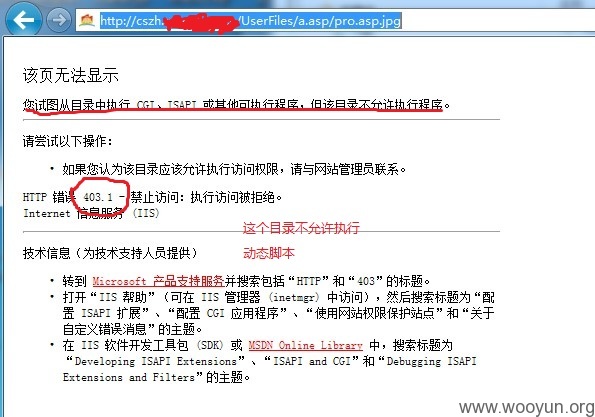 http://cszh /UserFiles/a.asp/pro.asp.jpg
该页无法显示
您试图从目录中执行 CGI、ISAPI 或其他可执行程序，但该目录不允许执行程序。
请尝试以下操作:
• 如果您认为该目录应该允许执行访问权限，请与网站管理员联系。
HTTP 错误 403.1 - 禁止访问：执行访问被拒绝。
Internet 信息服务 (IIS)
这个目录不允许执行
动态脚本
技术信息（为技术支持人员提供）
• 转到 Microsoft 产品支持服务并搜索包括“HTTP”和“403”的标题。
• 打开“IIS 帮助”（可在 IIS 管理器 (inetmgr) 中访问），然后搜索标题为“配
置 ISAPI 扩展”、“配置 CGI 应用程序”、“使用网站权限保护站点”和“关于
自定义错误消息”的主题。
• 在 IIS 软件开发工具包 (SDK) 或 MSDN Online Library 中，搜索标题为
“Developing ISAPI Extensions”、“ISAPI and CGI”和“Debugging ISAPI
Extensions and Filters”的主题。
www.wooyun.org